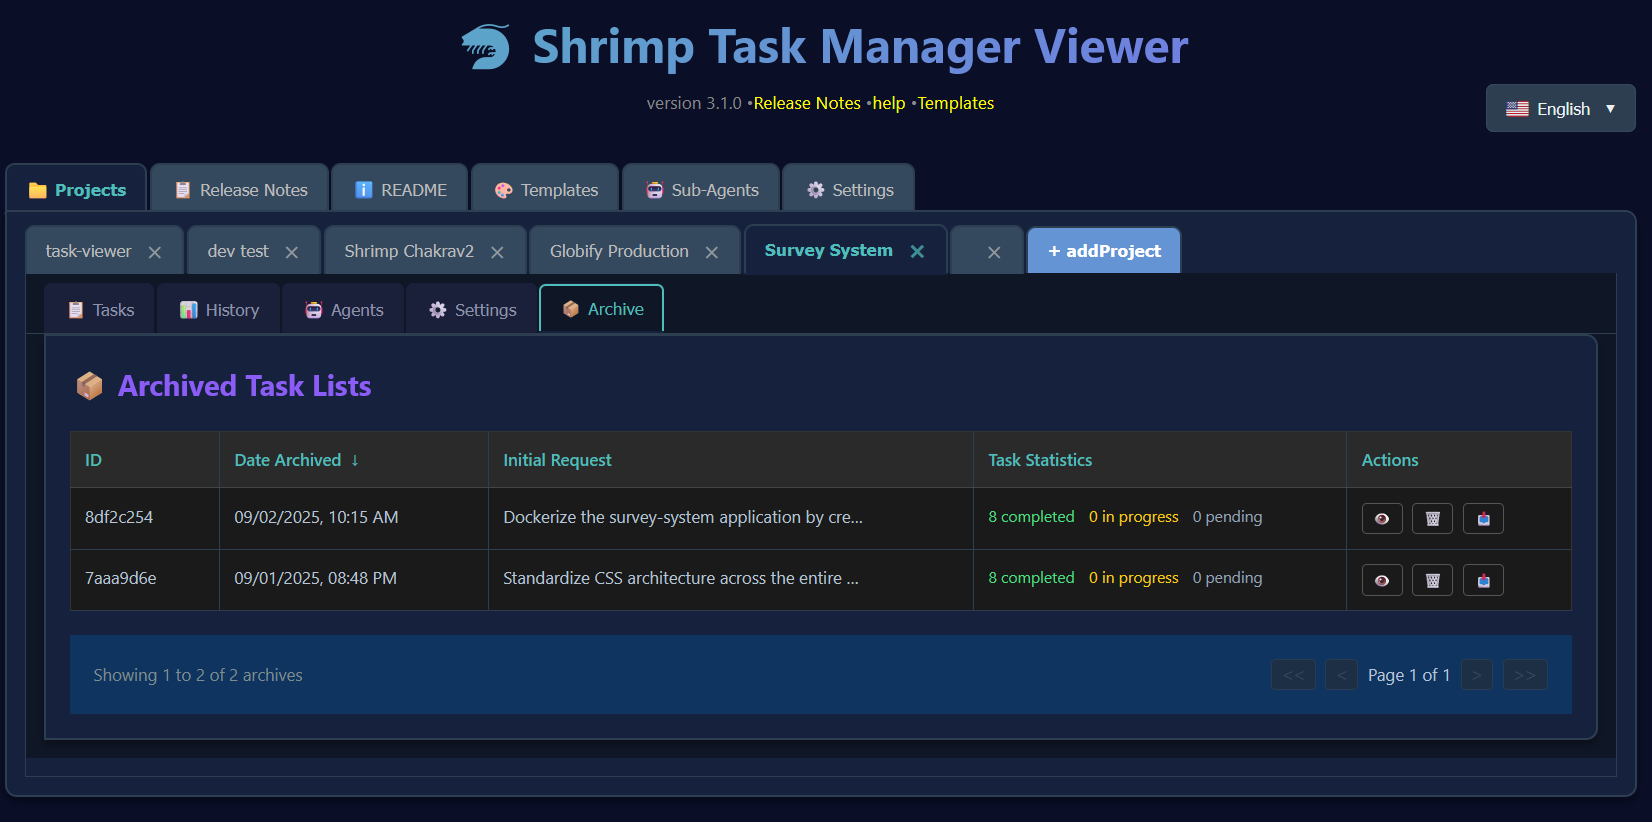 Shrimp Task Manager Viewer
version 3.1.0 •Release Notes •help •Templates
English ▼
Projects Release Notes README Templates Sub-Agents Settings
task-viewer × dev test × Shrimp Chakrav2 × Globify Production × Survey System × × + addProject
Tasks History Agents Settings Archive
Archived Task Lists
ID Date Archived ↓ Initial Request Task Statistics Actions
8df2c254 09/02/2025, 10:15 AM Dockerize the survey-system application by cre... 8 completed 0 in progress 0 pending
7aaa9d6e 09/01/2025, 08:48 PM Standardize CSS architecture across the entire ... 8 completed 0 in progress 0 pending
Showing 1 to 2 of 2 archives << < Page 1 of 1 > >>